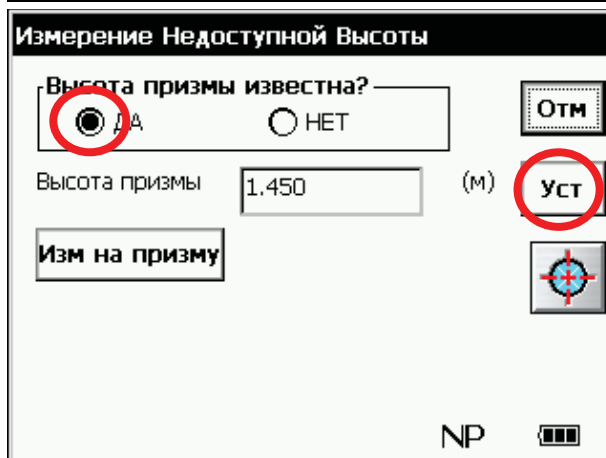 Измерение Недоступной Высоты
Высота призмы известна?
ДА НЕТ
Отм
Высота призмы 1.450 (м) Уст
Изм на призму
NP